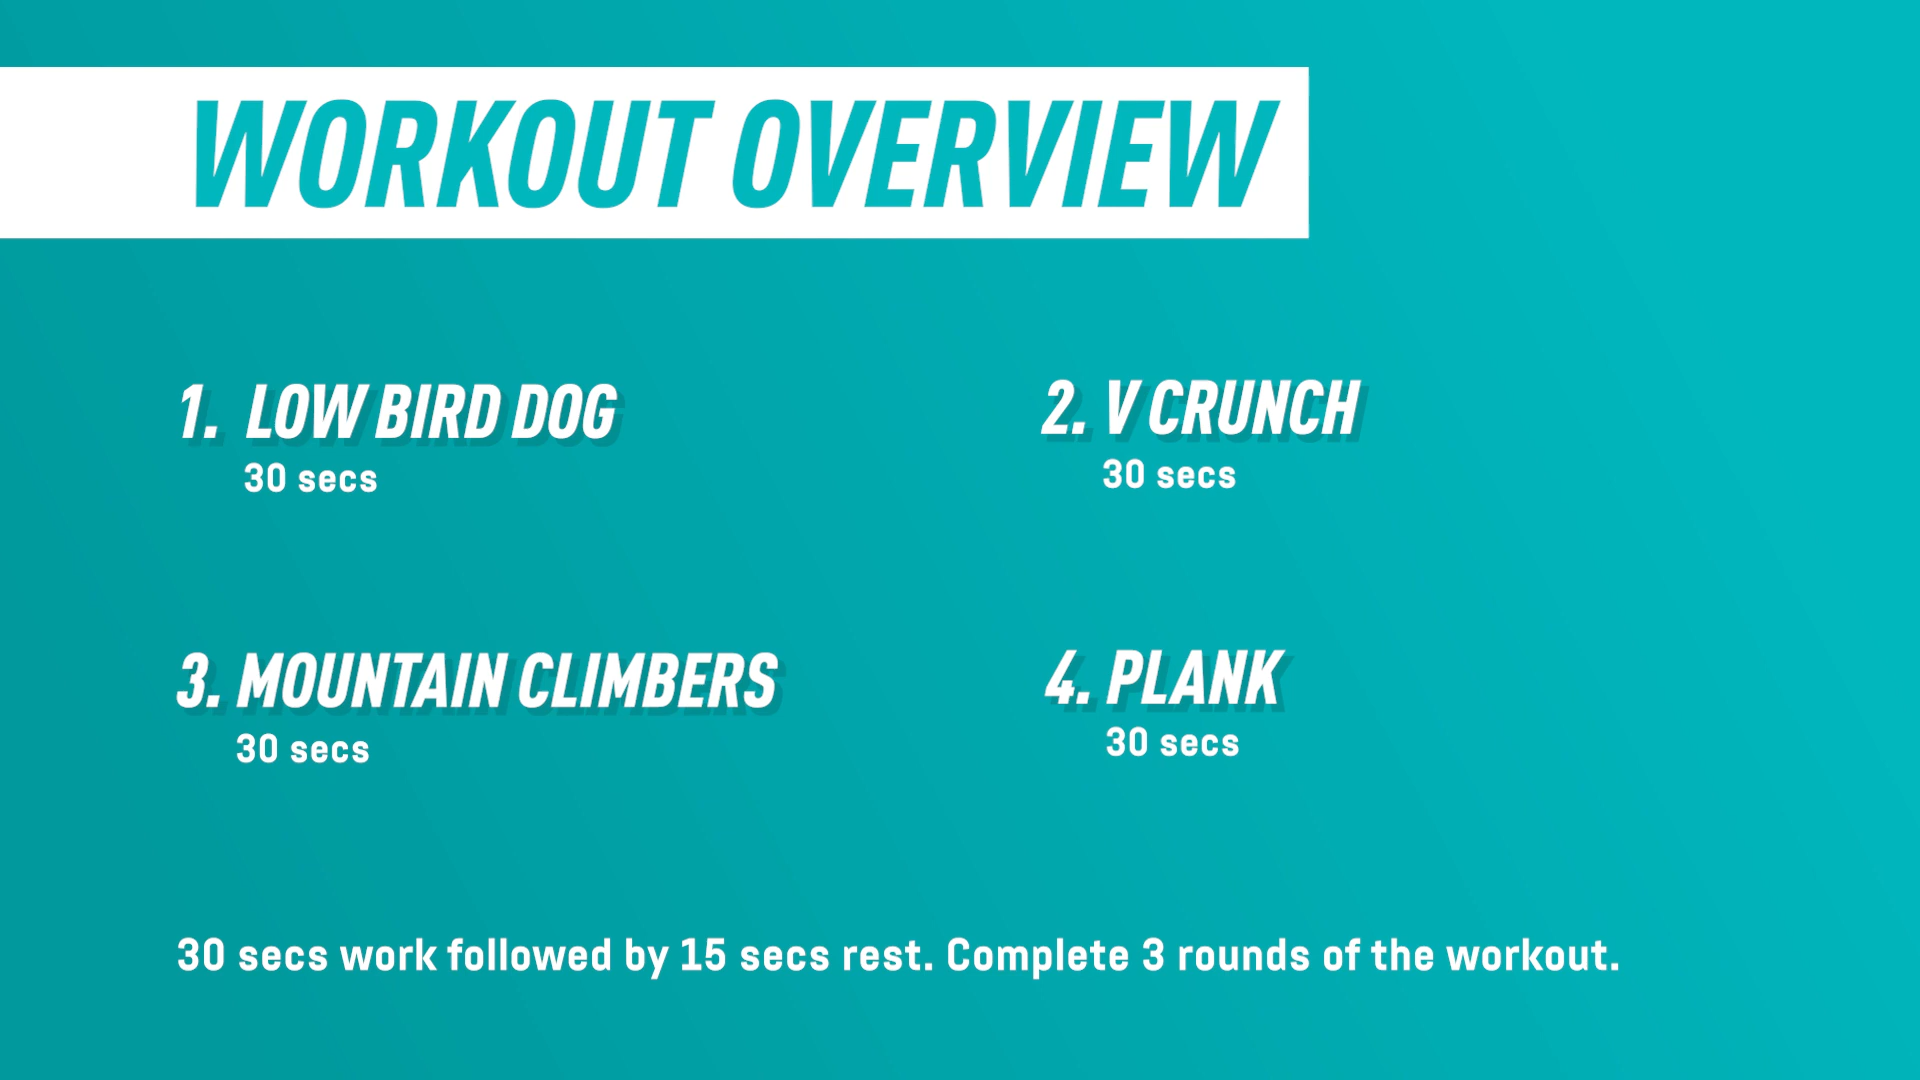 WORKOUT OVERVIEW
1. LOW BIRD DOG
30 secs
2. V CRUNCH
30 secs
3. MOUNTAIN CLIMBERS
30 secs
4. PLANK
30 secs
30 secs work followed by 15 secs rest. Complete 3 rounds of the workout.